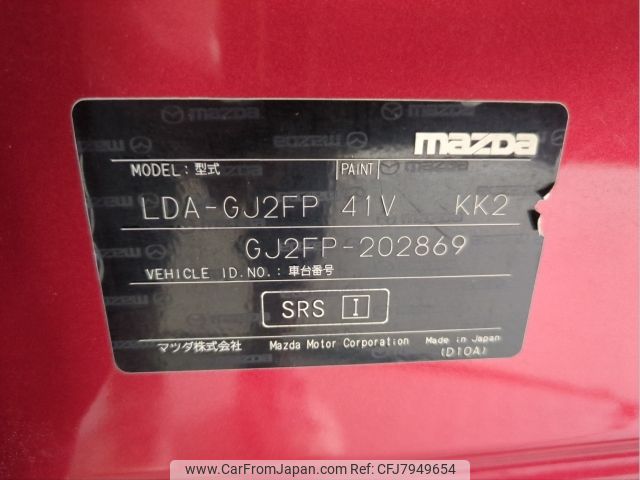 mazda
MODEL: 型式 PAINT
LDA-GJ2FP 41V KK2
GJ2FP-202869
VEHICLE ID.NO.: 車台番号
SRS I
マツダ株式会社 Mazda Motor Corporation Made in Japan
(D10A)
www.CarFromJapan.com | REF:CFJ7949654